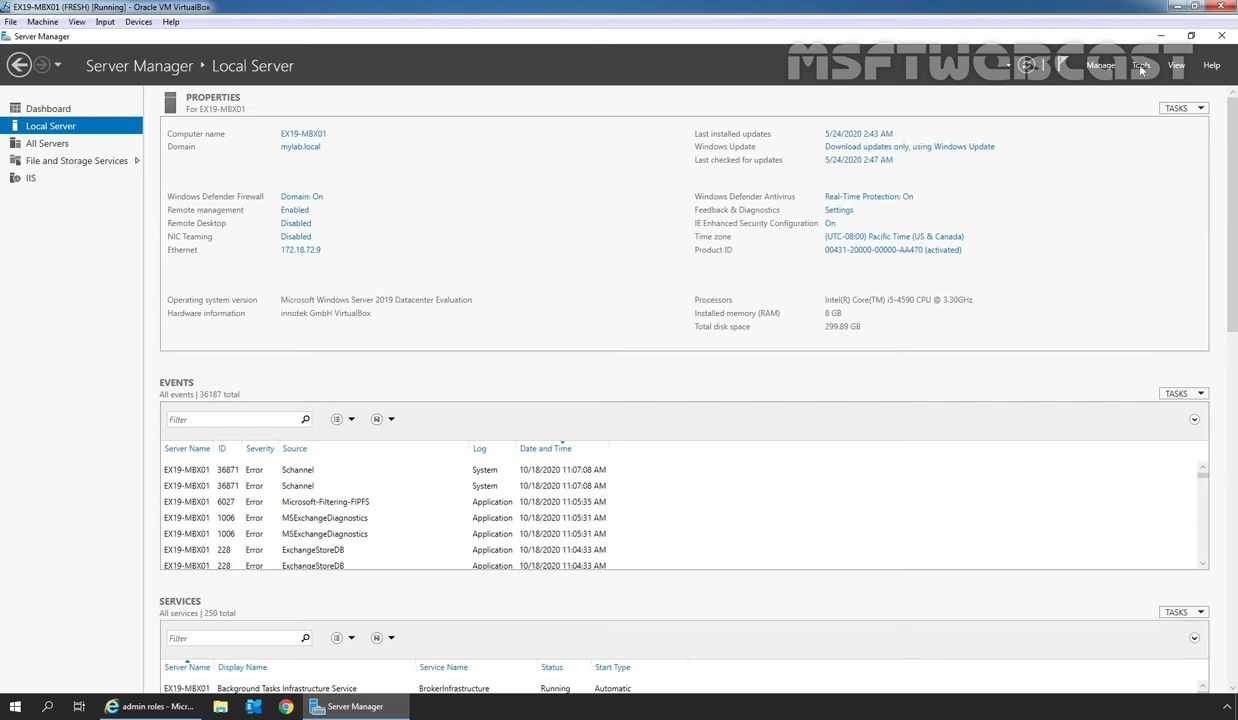 EX19-MBX01 (FRESH) [Running] - Oracle VM VirtualBox
File Machine View Input Devices Help
Server Manager
Server Manager • Local Server
MSFTWEBCAST
Manage Tools View Help
Dashboard
Local Server
All Servers
File and Storage Services
IIS
PROPERTIES
For EX19-MBX01
TASKS
Computer name EX19-MBX01
Domain mylab.local
Last installed updates 5/24/2020 2:43 AM
Windows Update Download updates only, using Windows Update
Last checked for updates 5/24/2020 2:47 AM
Windows Defender Firewall Domain: On
Remote management Enabled
Remote Desktop Disabled
NIC Teaming Disabled
Ethernet 172.18.72.9
Windows Defender Antivirus Real-Time Protection: On
Feedback & Diagnostics Settings
IE Enhanced Security Configuration On
Time zone (UTC-08:00) Pacific Time (US & Canada)
Product ID 00431-20000-00000-AA470 (activated)
Operating system version Microsoft Windows Server 2019 Datacenter Evaluation
Hardware information innotek GmbH VirtualBox
Processors Intel(R) Core(TM) i5-4590 CPU @ 3.30GHz
Installed memory (RAM) 8 GB
Total disk space 299.89 GB
EVENTS
All events | 36187 total
TASKS
Filter
Server Name ID Severity Source Log Date and Time
EX19-MBX01 36871 Error Schannel System 10/18/2020 11:07:08 AM
EX19-MBX01 36871 Error Schannel System 10/18/2020 11:07:08 AM
EX19-MBX01 6027 Error Microsoft-Filtering-FIPFS Application 10/18/2020 11:05:35 AM
EX19-MBX01 1006 Error MSExchangeDiagnostics Application 10/18/2020 11:05:31 AM
EX19-MBX01 1006 Error MSExchangeDiagnostics Application 10/18/2020 11:05:31 AM
EX19-MBX01 228 Error ExchangeStoreDB Application 10/18/2020 11:04:33 AM
EX19-MBX01 228 Error ExchangeStoreDB Application 10/18/2020 11:04:33 AM
SERVICES
All services | 250 total
TASKS
Filter
Server Name Display Name Service Name Status Start Type
EX19-MBX01 Background Tasks Infrastructure Service BrokerInfrastructure Running Automatic
admin roles - Micr...
Server Manager